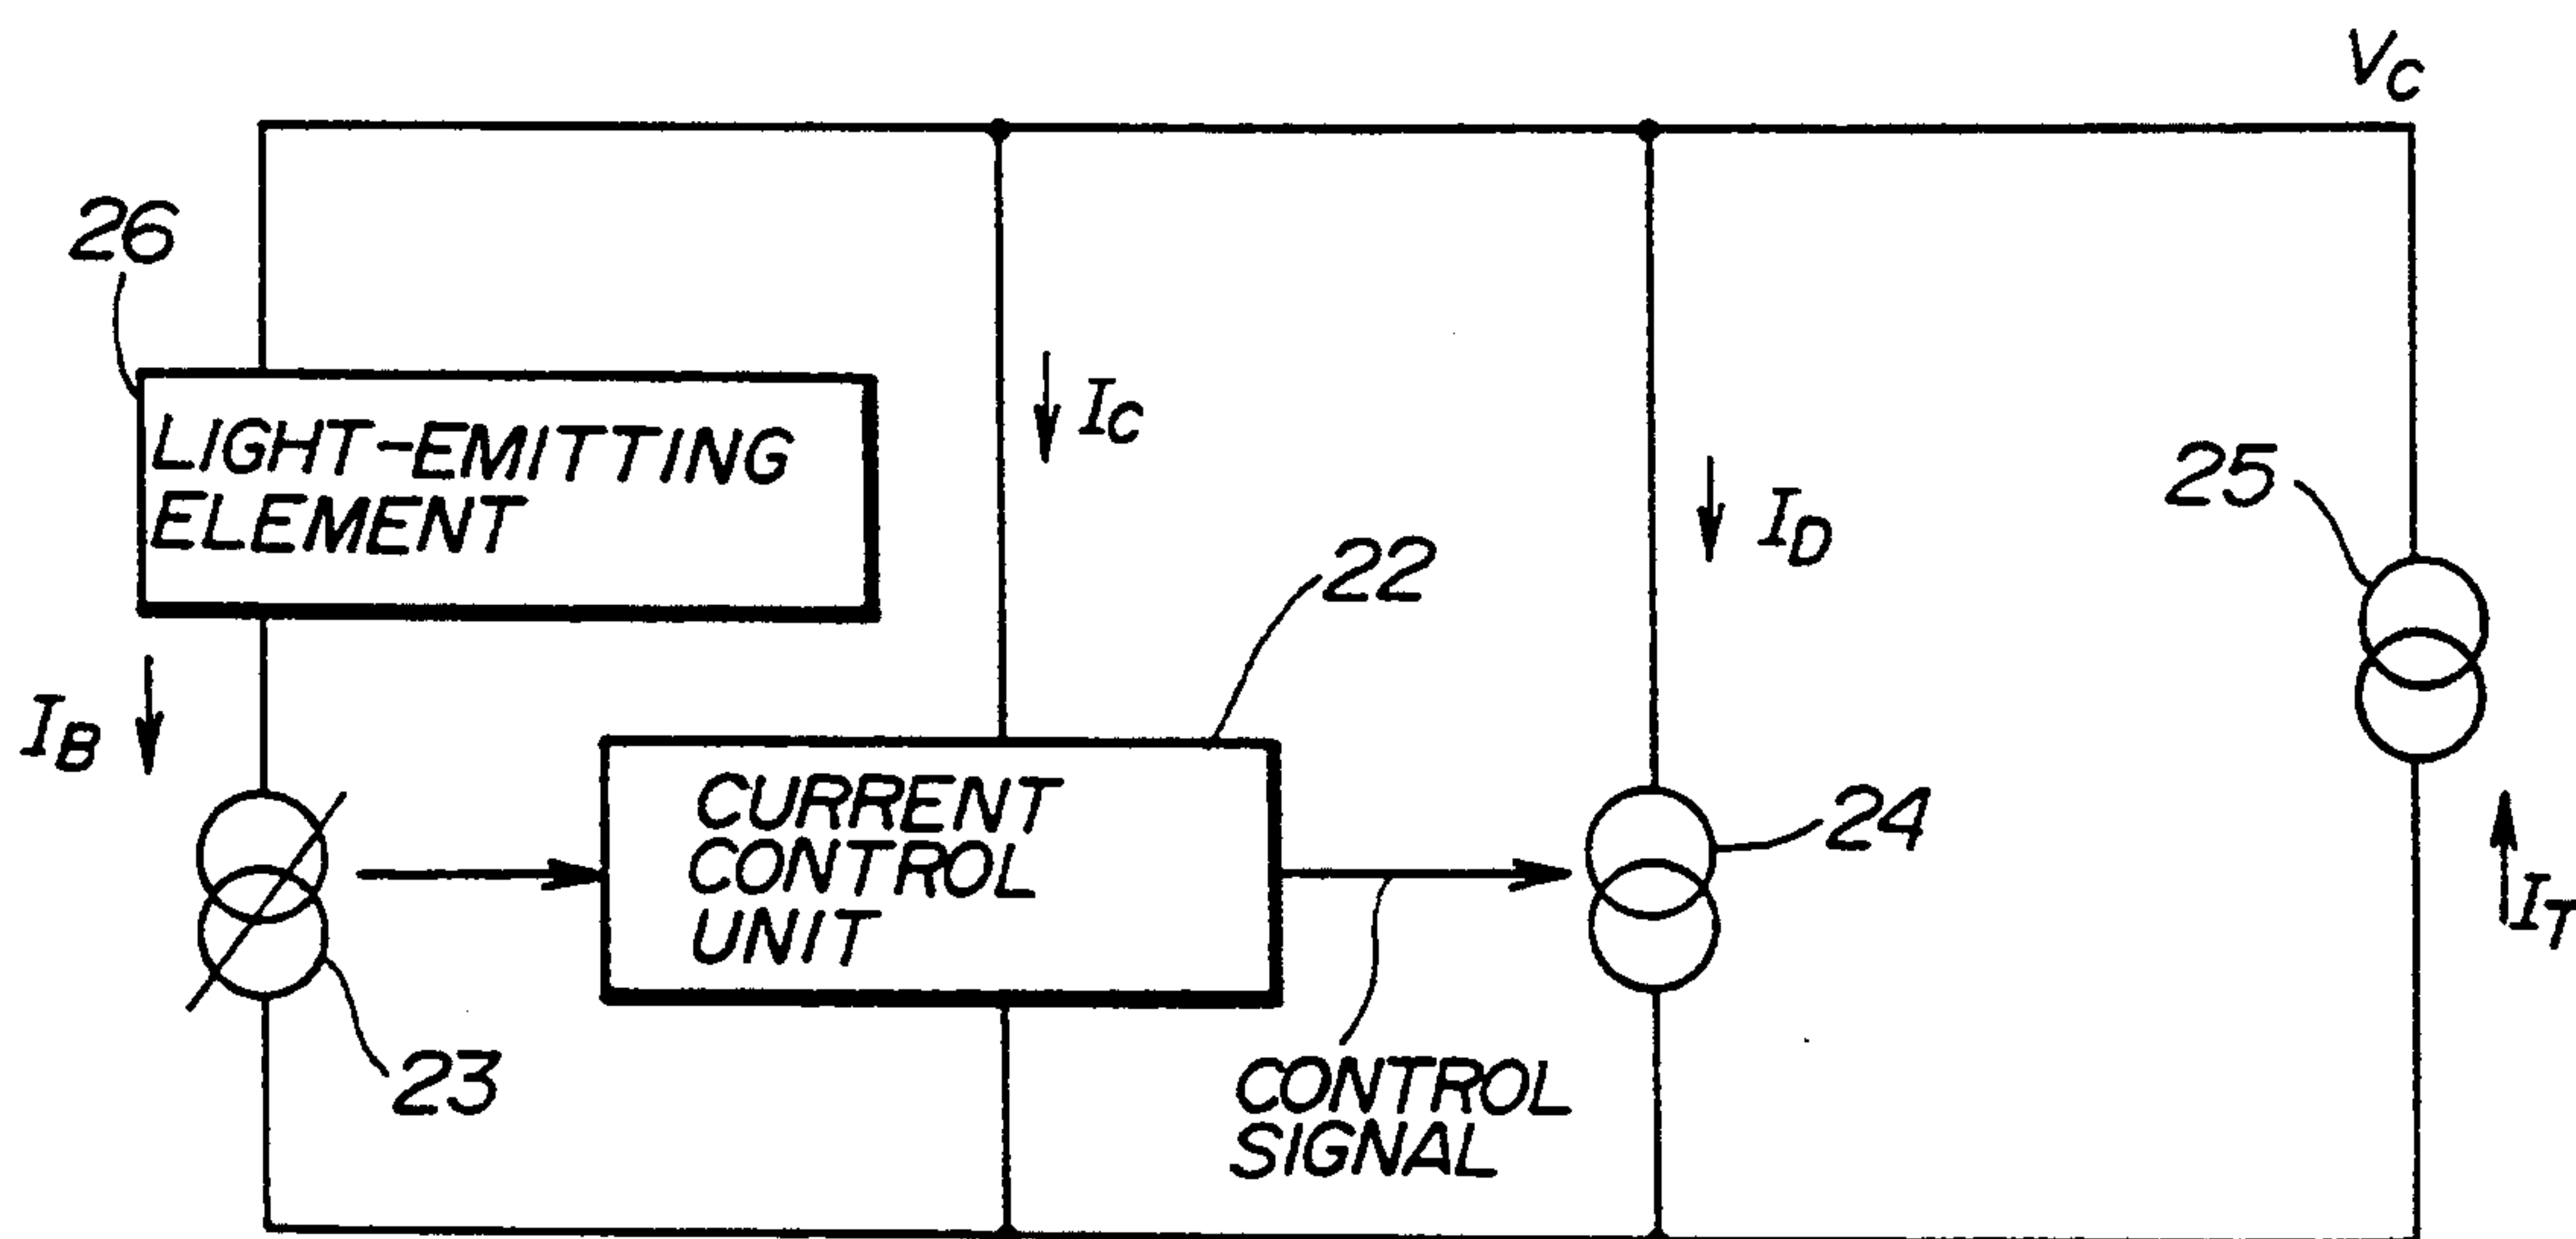 VC
26
LIGHT-EMITTING
ELEMENT
IC
ID
25
22
IB
CURRENT
CONTROL
UNIT
24
IT
23
CONTROL
SIGNAL